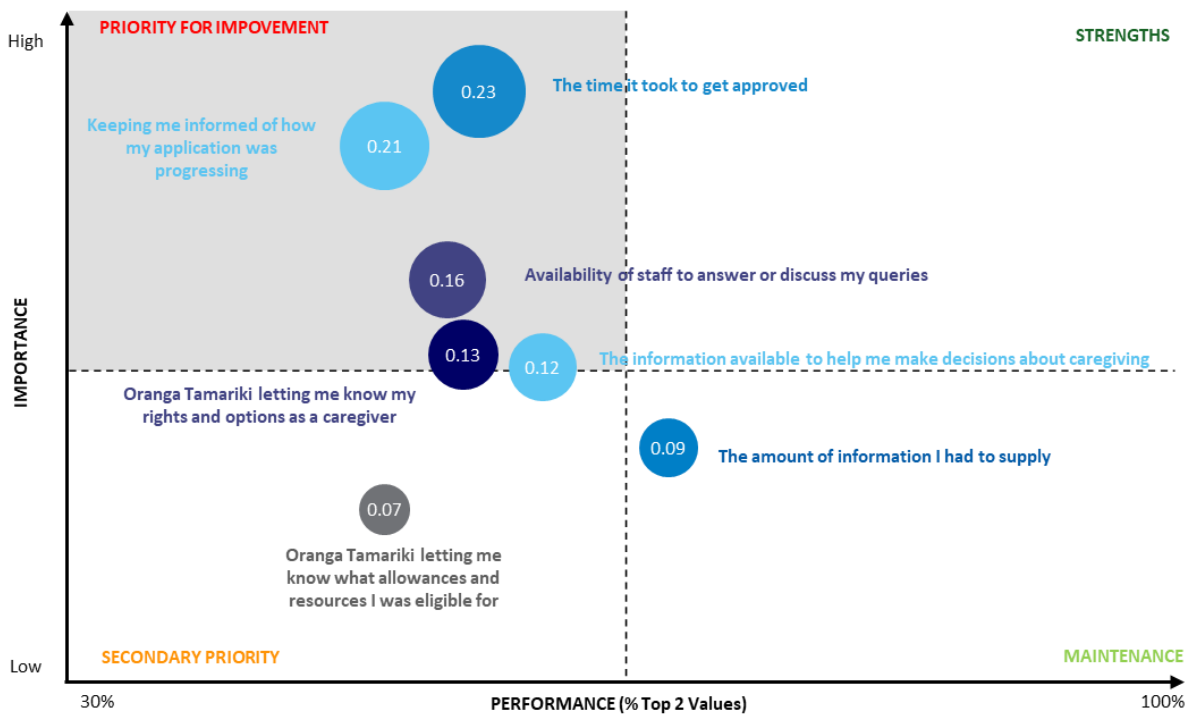 PRIORITY FOR IMPOVEMENT
High
STRENGTHS
0.23
The time it took to get approved
Keeping me informed of how
my application was
progressing
0.21
0.16
Availability of staff to answer or discuss my queries
IMPORTANCE
0.13
0.12
The information available to help me make decisions about caregiving
Oranga Tamariki letting me know my
rights and options as a caregiver
0.09
The amount of information I had to supply
0.07
Oranga Tamariki letting me
know what allowances and
resources I was eligible for
SECONDARY PRIORITY
MAINTENANCE
Low
30%
PERFORMANCE (% Top 2 Values)
100%